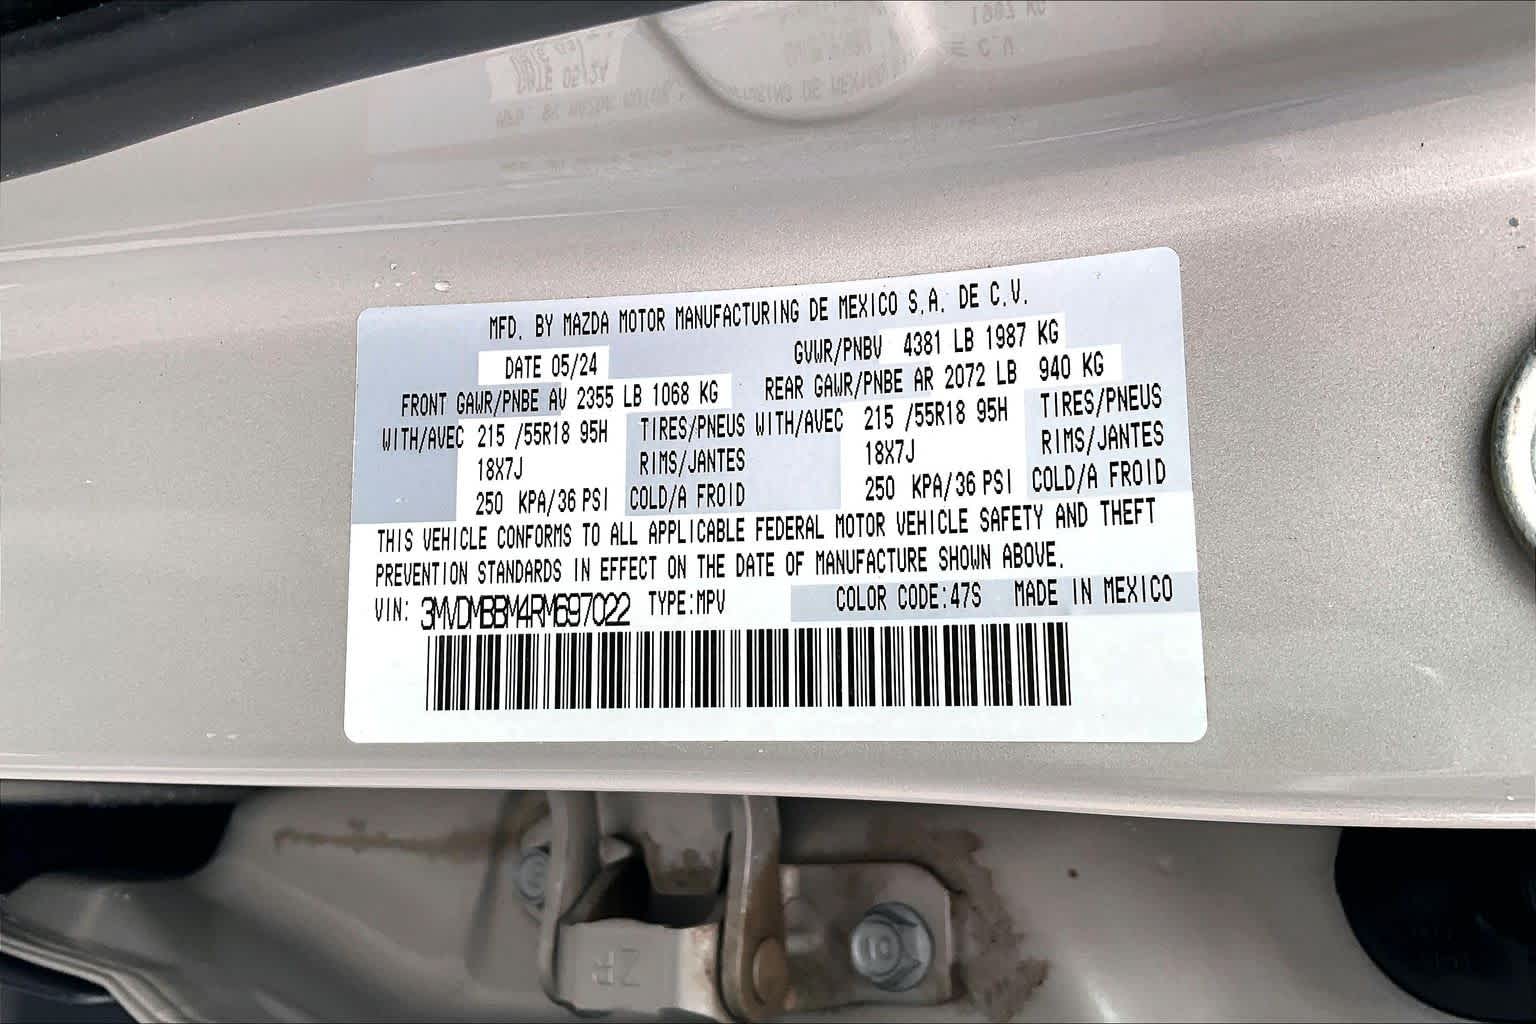 MFD. BY MAZDA MOTOR MANUFACTURING DE MEXICO S.A. DE C.V.
DATE 05/24 GVWR/PNBV 4381 LB 1987 KG
FRONT GAWR/PNBE AV 2355 LB 1068 KG REAR GAWR/PNBE AR 2072 LB 940 KG
WITH/AVEC 215 /55R18 95H TIRES/PNEUS WITH/AVEC 215 /55R18 95H TIRES/PNEUS
18X7J RIMS/JANTES 18X7J RIMS/JANTES
250 KPA/36 PSI COLD/A FROID 250 KPA/36 PSI COLD/A FROID
THIS VEHICLE CONFORMS TO ALL APPLICABLE FEDERAL MOTOR VEHICLE SAFETY AND THEFT
PREVENTION STANDARDS IN EFFECT ON THE DATE OF MANUFACTURE SHOWN ABOVE.
VIN: 3MVDMBBM4RM697022 TYPE:MPV COLOR CODE:47S MADE IN MEXICO
ZP